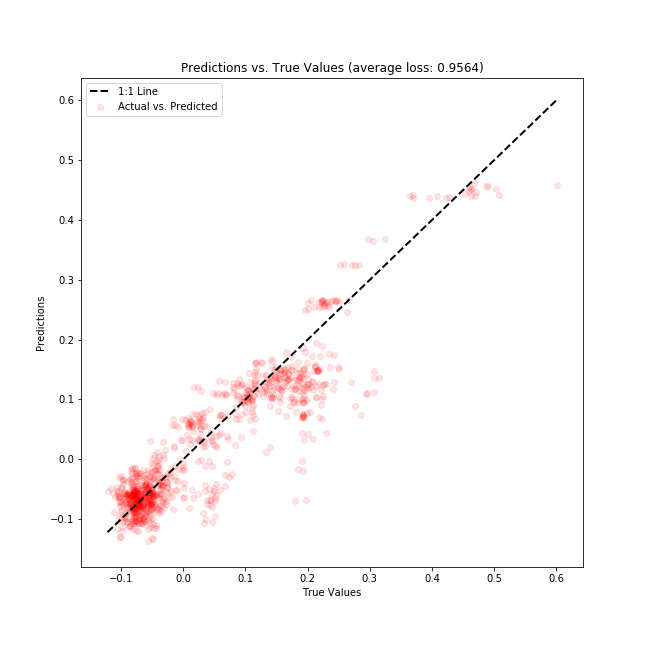 Predictions vs. True Values (average loss: 0.9564)
1:1 Line
Actual vs. Predicted
0.6
0.5
0.4
0.3
0.2
0.1
0.0
−0.1
Predictions
−0.1 0.0 0.1 0.2 0.3 0.4 0.5 0.6
True Values